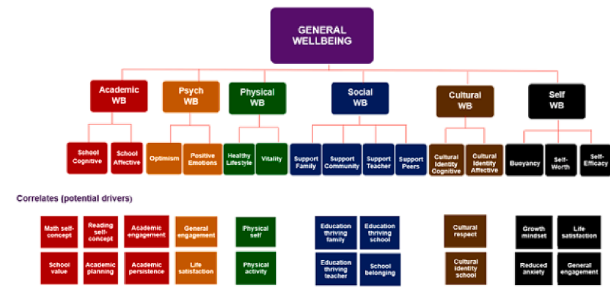 GENERAL
WELLBEING
Academic
WB
Psych
WB
Physical
WB
Social
WB
Cultural
WB
Self
WB
School
Cognitive
School
Affective
Optimism
Positive
Emotions
Healthy
Lifestyle
Vitality
Support
Family
Support
Community
Support
Teacher
Support
Peers
Cultural
Identity
Cognitive
Cultural
Identity
Affective
Buoyancy
Self-
Worth
Self-
Efficacy
Correlates (potential drivers)
Math self-
concept
Reading
self-
concept
Academic
engagement
General
engagement
Physical
self
Education
thriving
family
Education
thriving
school
Cultural
respect
Growth
mindset
Life
satisfaction
School
value
Academic
planning
Academic
persistence
Life
satisfaction
Physical
activity
Education
thriving
teacher
School
belonging
Cultural
identity
school
Reduced
anxiety
General
engagement